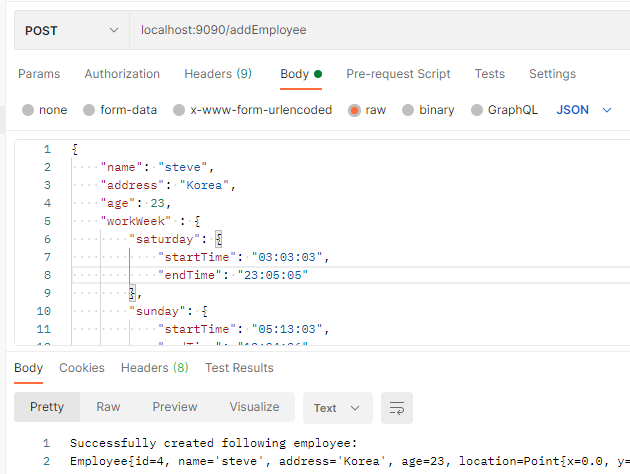 POST localhost:9090/addEmployee
Params Authorization Headers (9) Body Pre-request Script Tests Settings
none form-data x-www-form-urlencoded raw binary GraphQL JSON
1 {
2 "name": "steve",
3 "address": "Korea",
4 "age": 23,
5 "workWeek" : {
6 "saturday": {
7 "startTime": "03:03:03",
8 "endTime": "23:05:05"
9 },
10 "sunday": {
11 "startTime": "05:13:03",
Body Cookies Headers (8) Test Results
Pretty Raw Preview Visualize Text
1 Successfully created following employee:
2 Employee{id=4, name='steve', address='Korea', age=23, location=Point{x=0.0, y=